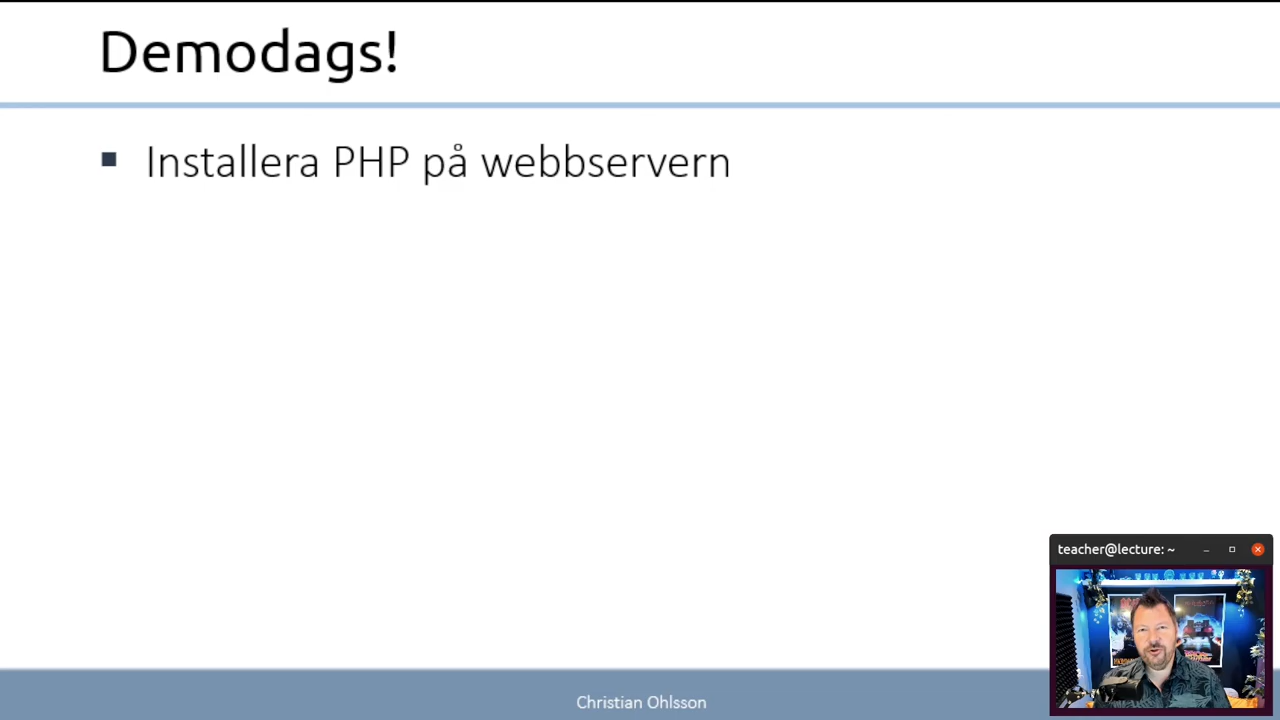 Demodags!
Installera PHP på webbservern
teacher@lecture: ~
Christian Ohlsson